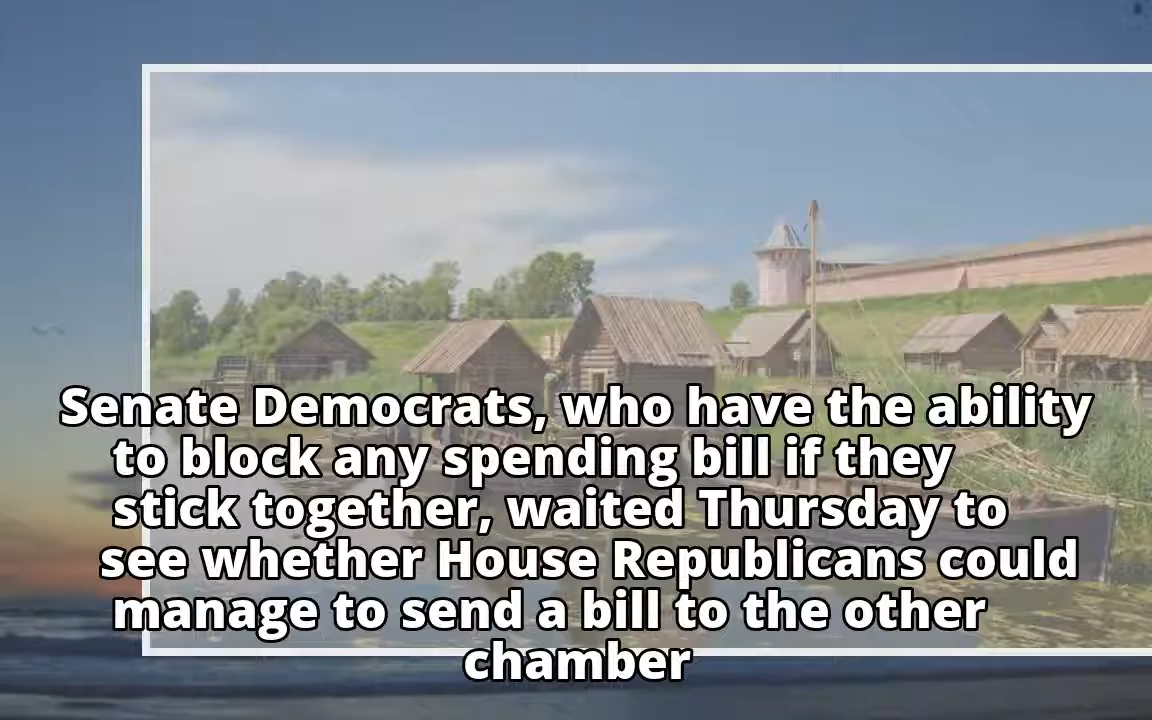 Senate Democrats, who have the ability
to block any spending bill if they
stick together, waited Thursday to
see whether House Republicans could
manage to send a bill to the other
chamber